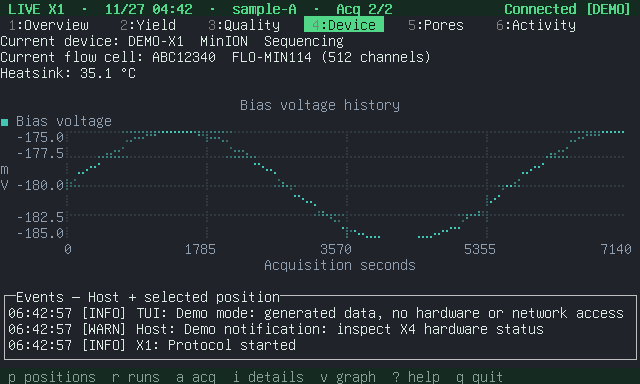 LIVE X1 · 11/27 04:42 · sample-A · Acq 2/2 Connected [DEMO]
1:Overview 2:Yield 3:Quality 4:Device 5:Pores 6:Activity
Current device: DEMO-X1 MinION Sequencing
Current flow cell: ABC12340 FLO-MIN114 (512 channels)
Heatsink: 35.1 °C
Bias voltage history
Bias voltage
-175.0
-177.5
m
V -180.0
-182.5
-185.0
0 1785 3570 5355 7140
Acquisition seconds
Events — Host + selected position
06:42:57 [INFO] TUI: Demo mode: generated data, no hardware or network access
06:42:57 [WARN] Host: Demo notification: inspect X4 hardware status
06:42:57 [INFO] X1: Protocol started
p positions r runs a acq i details v graph ? help q quit